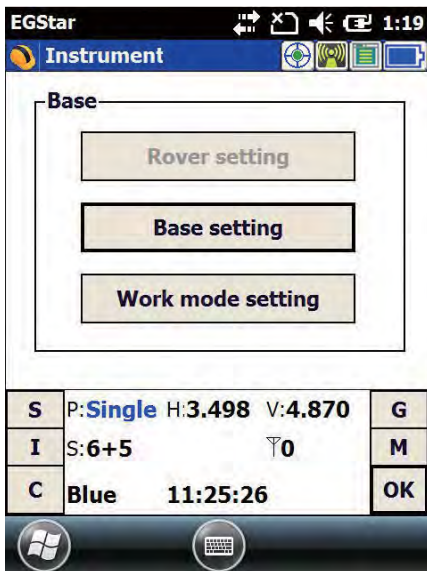 EGStar 1:19
Instrument
Base
Rover setting
Base setting
Work mode setting
S P:Single H:3.498 V:4.870 G
I S:6+5 0 M
C Blue 11:25:26 OK